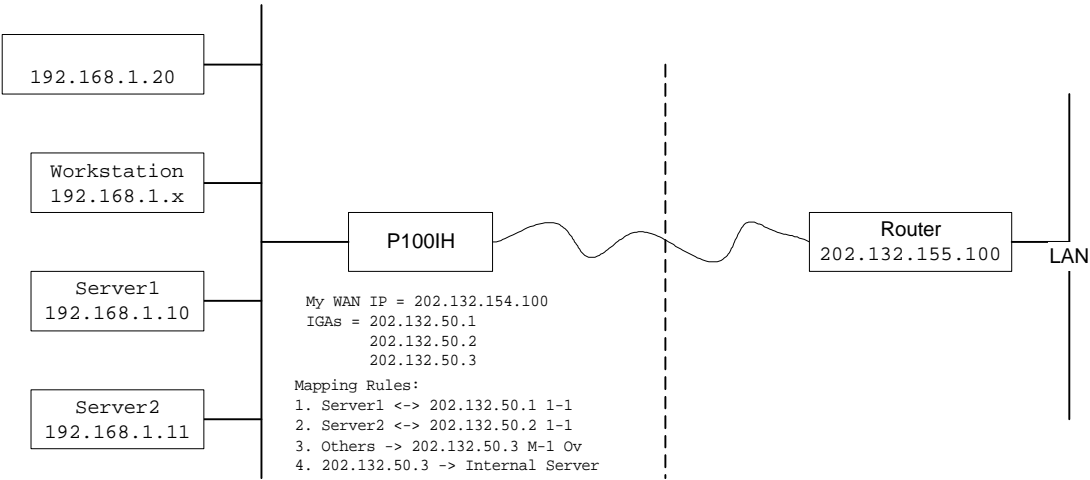 192.168.1.20
Workstation
192.168.1.x
Server1
192.168.1.10
Server2
192.168.1.11
P100IH
My WAN IP = 202.132.154.100
IGAs = 202.132.50.1
202.132.50.2
202.132.50.3
Mapping Rules:
1. Server1 <-> 202.132.50.1 1-1
2. Server2 <-> 202.132.50.2 1-1
3. Others -> 202.132.50.3 M-1 Ov
4. 202.132.50.3 -> Internal Server
Router
202.132.155.100
LAN